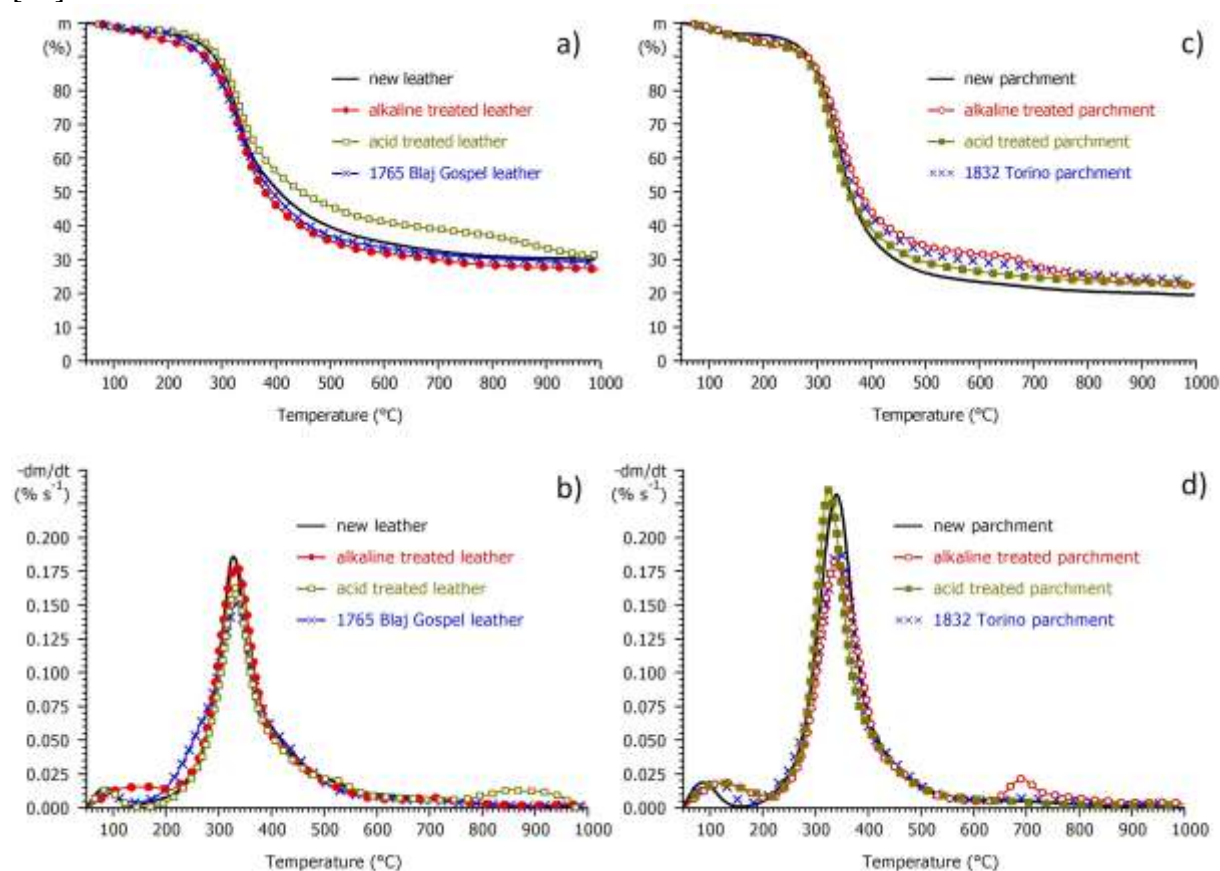 m
(%)
90
80
70
60
50
40
30
20
10
0
100 200 300 400 500 600 700 800 900 1000
Temperature (°C)
a)
new leather
alkaline treated leather
acid treated leather
1765 Blaj Gospel leather
m
(%)
90
80
70
60
50
40
30
20
10
0
100 200 300 400 500 600 700 800 900 1000
Temperature (°C)
c)
new parchment
alkaline treated parchment
acid treated parchment
1832 Torino parchment
-dm/dt
(% s⁻¹)
0.200
0.175
0.150
0.125
0.100
0.075
0.050
0.025
0.000
100 200 300 400 500 600 700 800 900 1000
Temperature (°C)
b)
new leather
alkaline treated leather
acid treated leather
1765 Blaj Gospel leather
-dm/dt
(% s⁻¹)
0.200
0.175
0.150
0.125
0.100
0.075
0.050
0.025
0.000
100 200 300 400 500 600 700 800 900 1000
Temperature (°C)
d)
new parchment
alkaline treated parchment
acid treated parchment
1832 Torino parchment